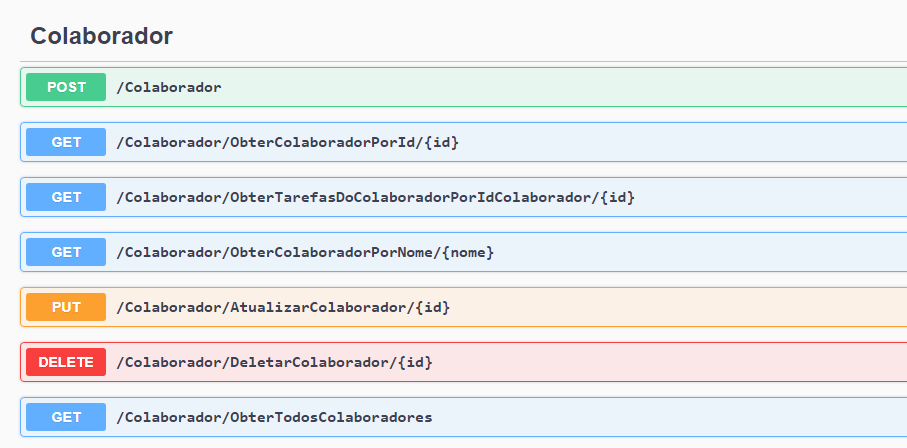 Colaborador
POST /Colaborador
GET /Colaborador/ObterColaboradorPorId/{id}
GET /Colaborador/ObterTarefasDoColaboradorPorIdColaborador/{id}
GET /Colaborador/ObterColaboradorPorNome/{nome}
PUT /Colaborador/AtualizarColaborador/{id}
DELETE /Colaborador/DeletarColaborador/{id}
GET /Colaborador/ObterTodosColaboradores